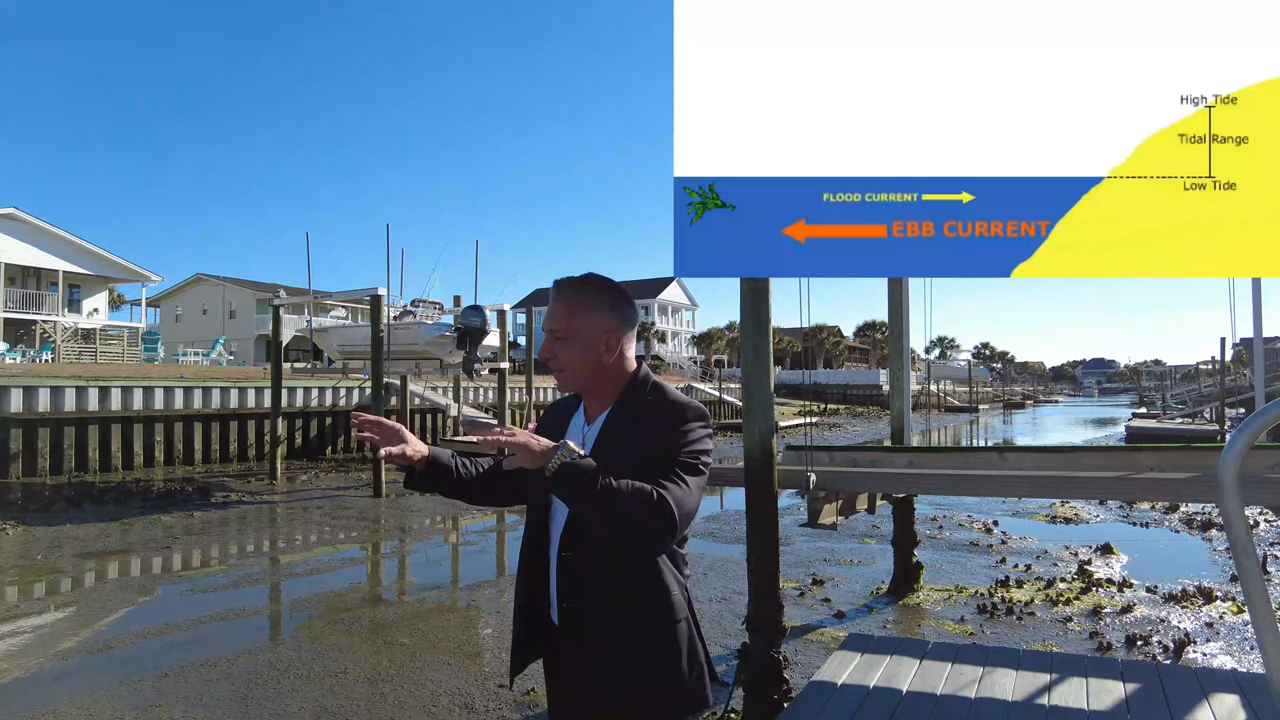 High Tide
Tidal Range
Low Tide
FLOOD CURRENT
EBB CURRENT